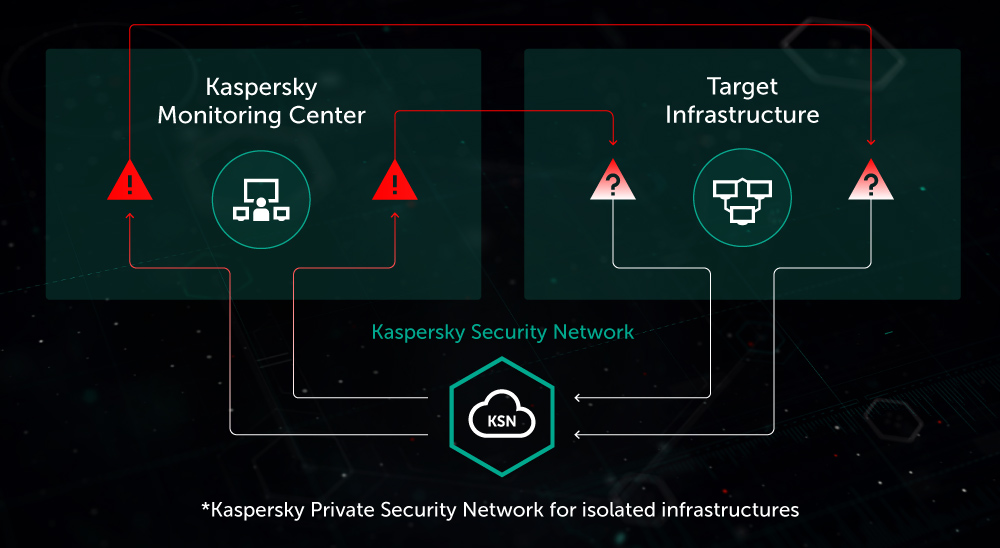 Kaspersky
Monitoring Center
Target
Infrastructure
!
!
?
?
Kaspersky Security Network
KSN
*Kaspersky Private Security Network for isolated infrastructures